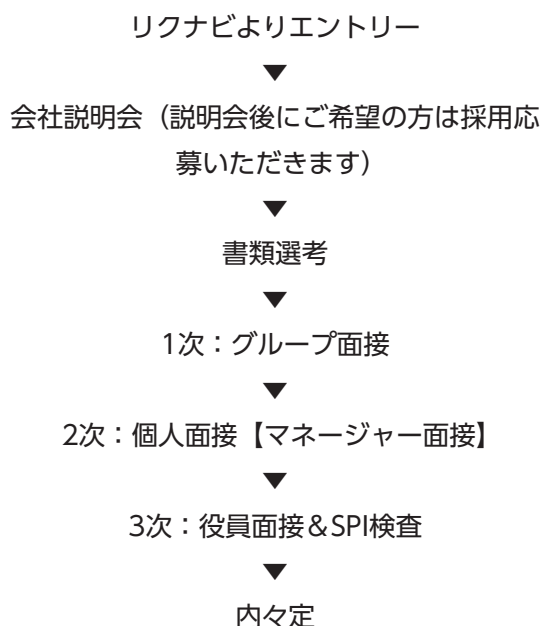 リクナビよりエントリー
▼
会社説明会（説明会後にご希望の方は採用応
募いただきます）
▼
書類選考
▼
1次：グループ面接
▼
2次：個人面接【マネージャー面接】
▼
3次：役員面接＆SPI検査
▼
内々定